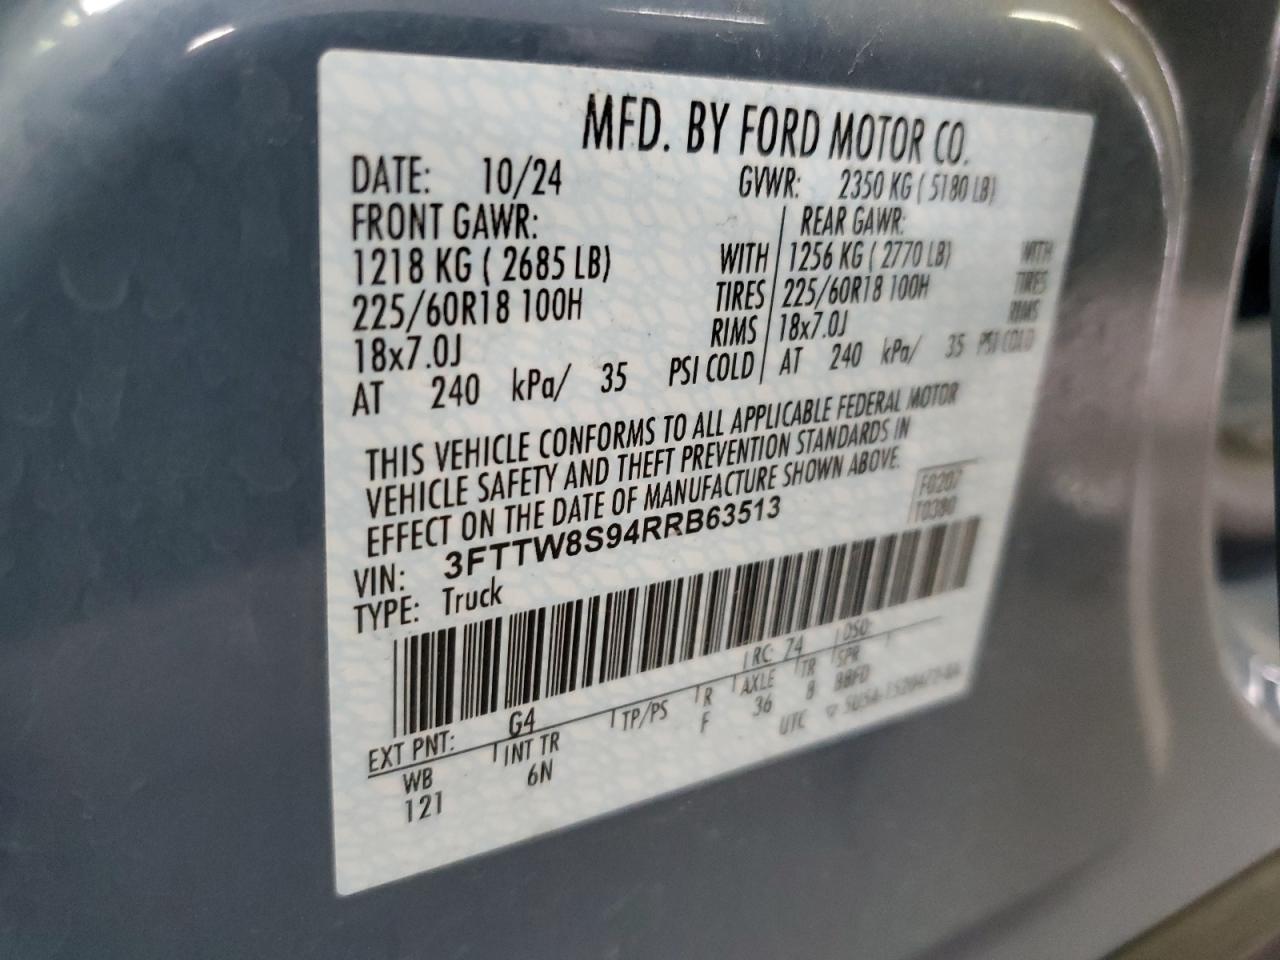 MFD. BY FORD MOTOR CO.
DATE: 10/24 GVWR: 2350 KG ( 5180 LB)
FRONT GAWR: REAR GAWR:
1218 KG ( 2685 LB) WITH 1256 KG ( 2770 LB) WITH
225/60R18 100H TIRES 225/60R18 100H TIRES
18x7.0J RIMS 18x7.0J RIMS
AT 240 kPa/ 35 PSI COLD AT 240 kPa/ 35 PSI COLD
THIS VEHICLE CONFORMS TO ALL APPLICABLE FEDERAL MOTOR
VEHICLE SAFETY AND THEFT PREVENTION STANDARDS IN
EFFECT ON THE DATE OF MANUFACTURE SHOWN ABOVE.
VIN: 3FTTW8S94RRB63513 F0207
TYPE: Truck T0380
EXT PNT: G4 RC: 74 DSO:
WB INT TR TP/PS R AXLE TR SPR
121 6N F 36 8 BBFD
UTC